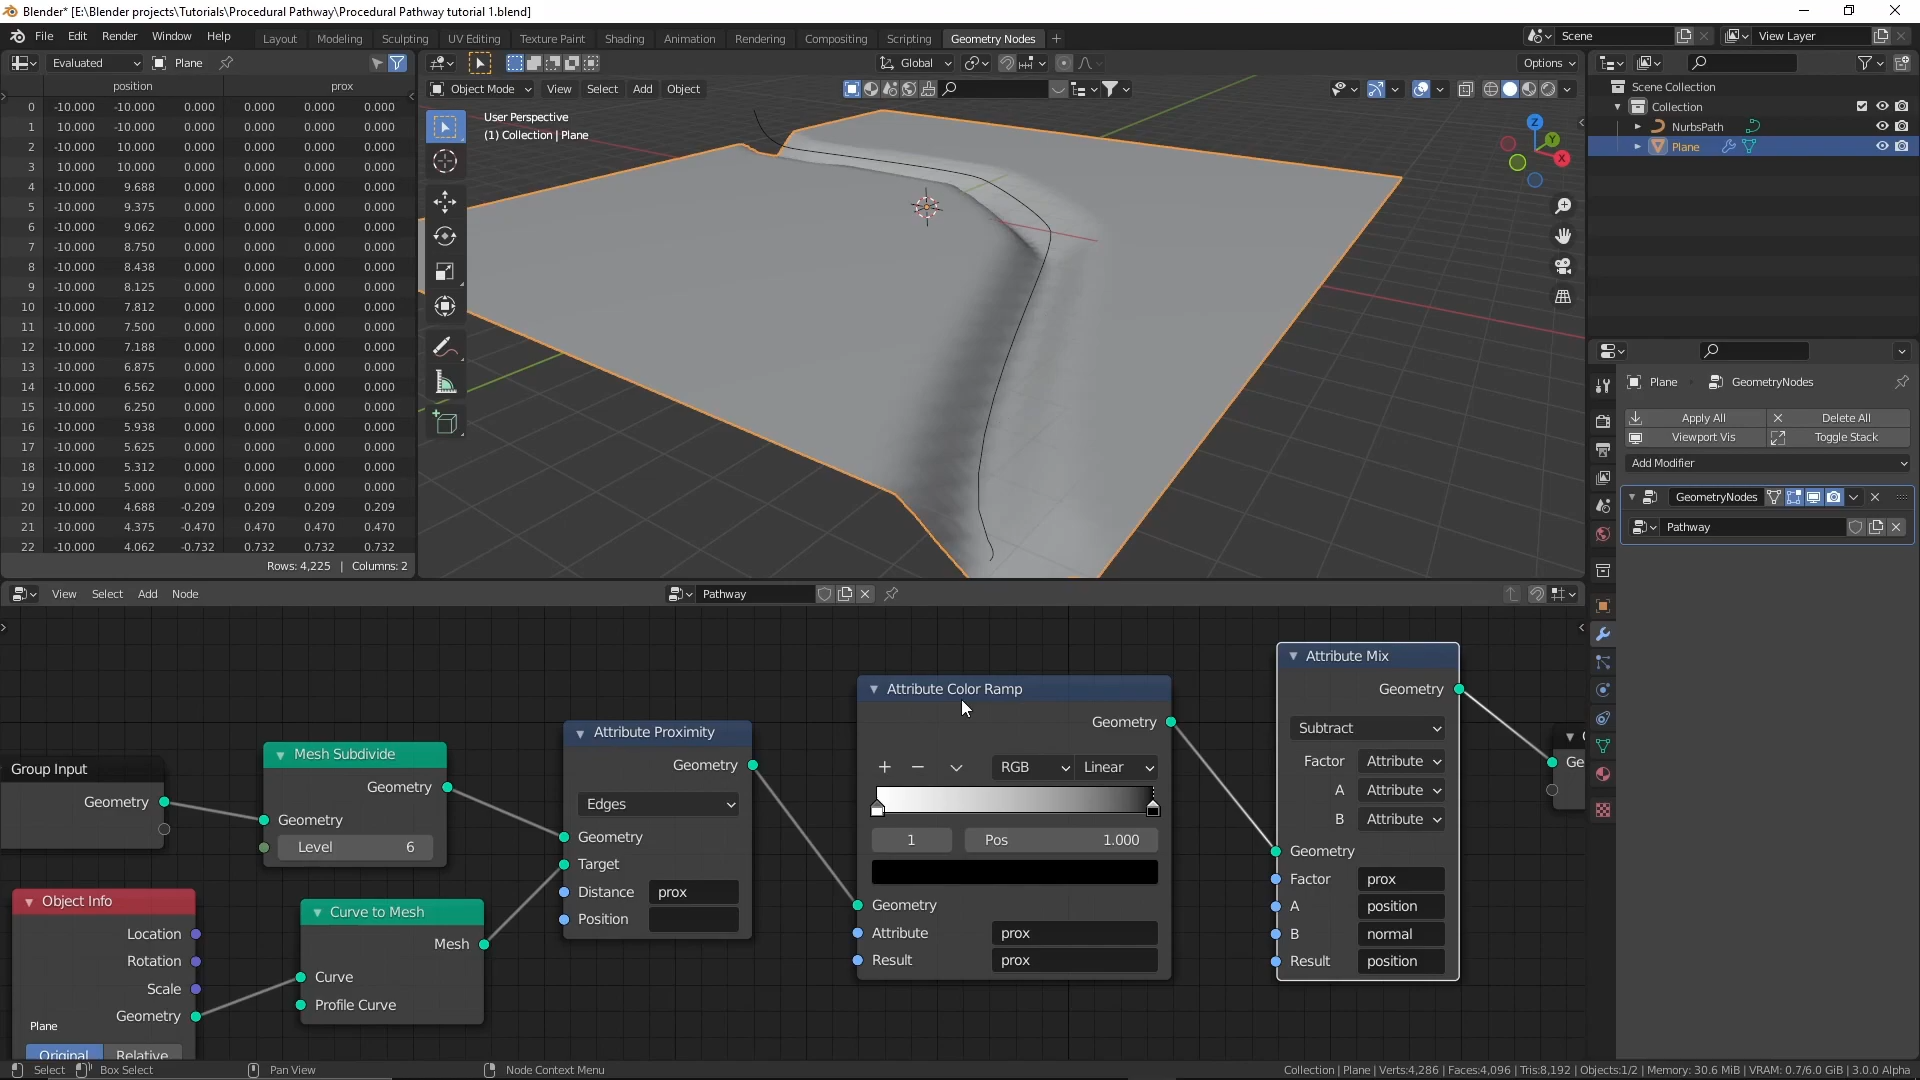 Blender* [E:\Blender projects\Tutorials\Procedural Pathway\Procedural Pathway tutorial 1.blend]
File Edit Render Window Help Layout Modeling Sculpting UV Editing Texture Paint Shading Animation Rendering Compositing Scripting Geometry Nodes + Scene View Layer
Evaluated Plane
position prox
0 -10.000 -10.000 0.000 0.000 0.000 0.000
1 10.000 -10.000 0.000 0.000 0.000 0.000
2 -10.000 10.000 0.000 0.000 0.000 0.000
3 10.000 10.000 0.000 0.000 0.000 0.000
4 -10.000 9.688 0.000 0.000 0.000 0.000
5 -10.000 9.375 0.000 0.000 0.000 0.000
6 -10.000 9.062 0.000 0.000 0.000 0.000
7 -10.000 8.750 0.000 0.000 0.000 0.000
8 -10.000 8.438 0.000 0.000 0.000 0.000
9 -10.000 8.125 0.000 0.000 0.000 0.000
10 -10.000 7.812 0.000 0.000 0.000 0.000
11 -10.000 7.500 0.000 0.000 0.000 0.000
12 -10.000 7.188 0.000 0.000 0.000 0.000
13 -10.000 6.875 0.000 0.000 0.000 0.000
14 -10.000 6.562 0.000 0.000 0.000 0.000
15 -10.000 6.250 0.000 0.000 0.000 0.000
16 -10.000 5.938 0.000 0.000 0.000 0.000
17 -10.000 5.625 0.000 0.000 0.000 0.000
18 -10.000 5.312 0.000 0.000 0.000 0.000
19 -10.000 5.000 0.000 0.000 0.000 0.000
20 -10.000 4.688 -0.209 0.209 0.209 0.209
21 -10.000 4.375 -0.470 0.470 0.470 0.470
22 -10.000 4.062 -0.732 0.732 0.732 0.732
Rows: 4,225 | Columns: 2
Global Options
Object Mode View Select Add Object
User Perspective
(1) Collection | Plane
Z
Y
X
Scene Collection
Collection
NurbsPath
Plane
Plane GeometryNodes
Apply All Delete All
Viewport Vis Toggle Stack
Add Modifier
GeometryNodes
Pathway
View Select Add Node Pathway
Group Input
Geometry
Mesh Subdivide
Geometry
Geometry
Level 6
Object Info
Location
Rotation
Scale
Geometry
Plane
Original Relative
Curve to Mesh
Mesh
Curve
Profile Curve
Attribute Proximity
Geometry
Edges
Geometry
Target
Distance prox
Position
Attribute Color Ramp
Geometry
+ − RGB Linear
1 Pos 1.000
Geometry
Attribute prox
Result prox
Attribute Mix
Geometry
Subtract
Factor Attribute
A Attribute
B Attribute
Geometry
Factor prox
A position
B normal
Result position
Ge
Select Box Select Pan View Node Context Menu
Collection | Plane | Verts:4,286 | Faces:4,096 | Tris:8,192 | Objects:1/2 | Memory: 30.6 MiB | VRAM: 0.7/6.0 GiB | 3.0.0 Alpha